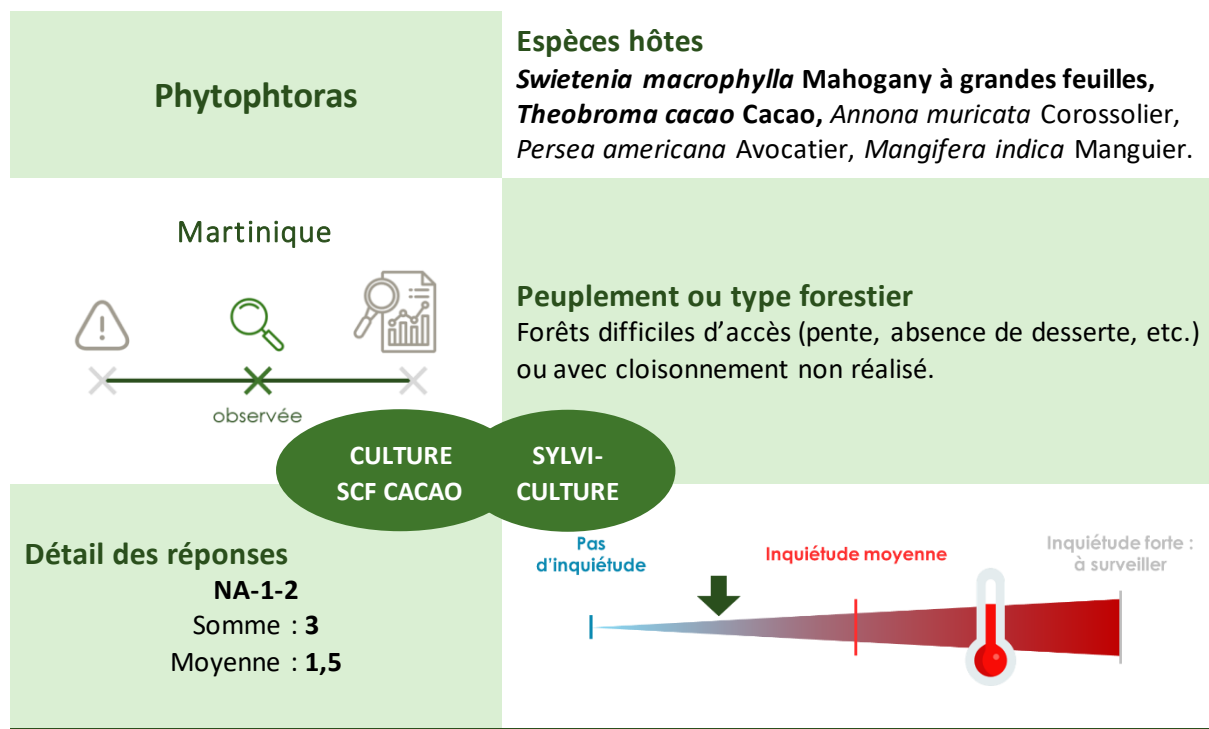 Phytophtoras
Espèces hôtes
Swietenia macrophylla Mahogany à grandes feuilles,
Theobroma cacao Cacao, Annona muricata Corossolier,
Persea americana Avocatier, Mangifera indica Manguier.
Martinique
observée
Peuplement ou type forestier
Forêts difficiles d’accès (pente, absence de desserte, etc.)
ou avec cloisonnement non réalisé.
CULTURE
SCF CACAO
SYLVI-
CULTURE
Détail des réponses
NA-1-2
Somme : 3
Moyenne : 1,5
Pas
d’inquiétude
Inquiétude moyenne
Inquiétude forte :
à surveiller